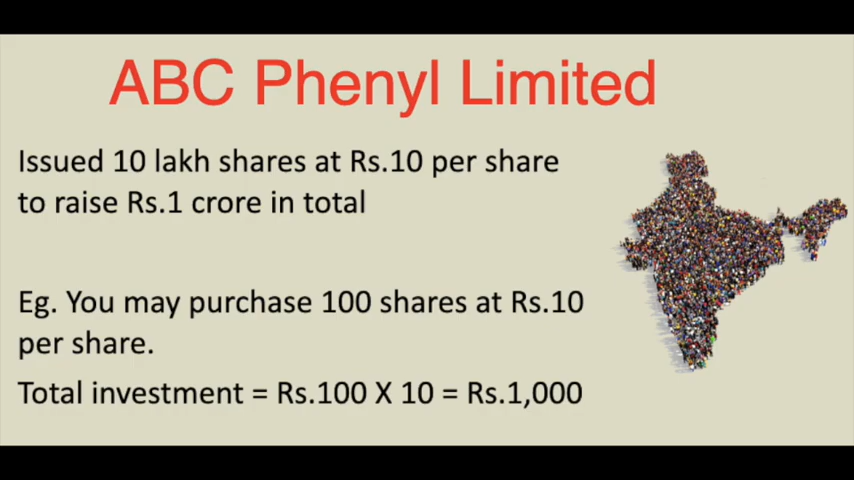 ABC Phenyl Limited
Issued 10 lakh shares at Rs.10 per share
to raise Rs.1 crore in total
Eg. You may purchase 100 shares at Rs.10
per share.
Total investment = Rs.100 X 10 = Rs.1,000